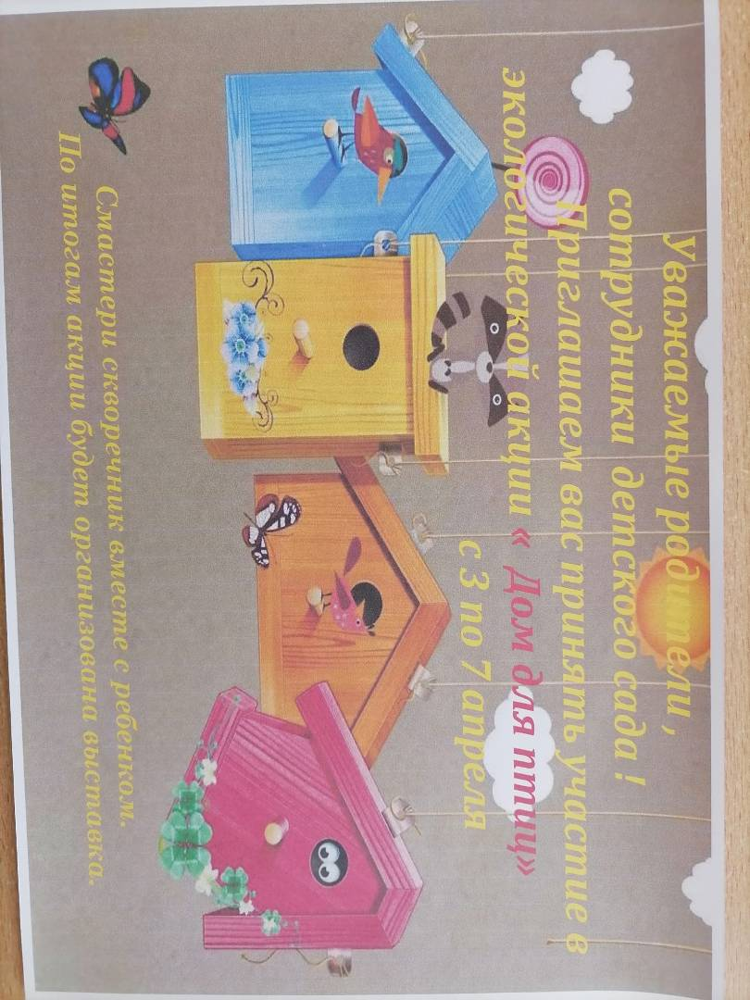 Уважаемые родители,
сотрудники детского сада !
Приглашаем вас принять участие в
экологической акции « Дом для птиц»
с 3 по 7 апреля
Смастери скворечник вместе с ребенком.
По итогам акции будет организована выставка.